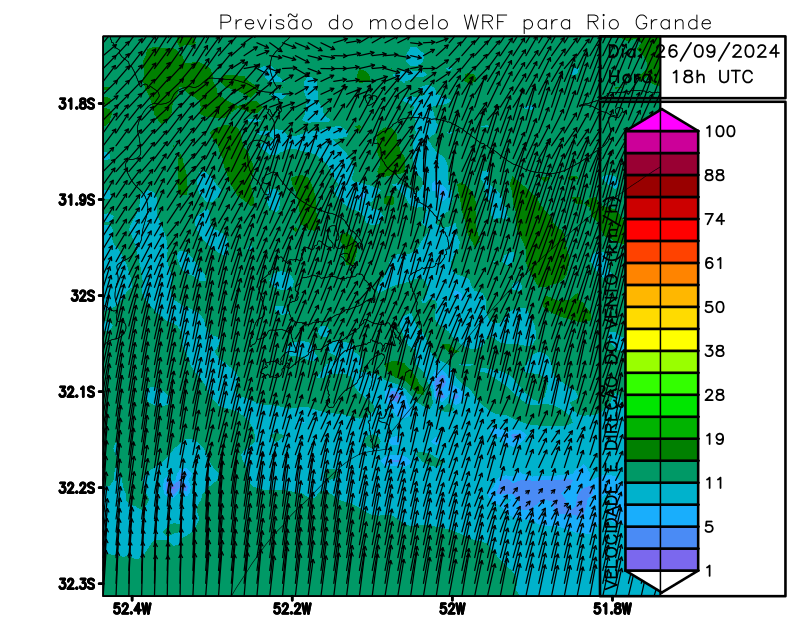 Previsão do modelo WRF para Rio Grande
Dia: 26/09/2024
Hora: 18h UTC
31.8S
31.9S
32S
32.1S
32.2S
32.3S
52.4W
52.2W
52W
51.8W
VELOCIDADE E DIREÇÃO DO VENTO (km/h)
100
88
74
61
50
38
28
19
11
5
1